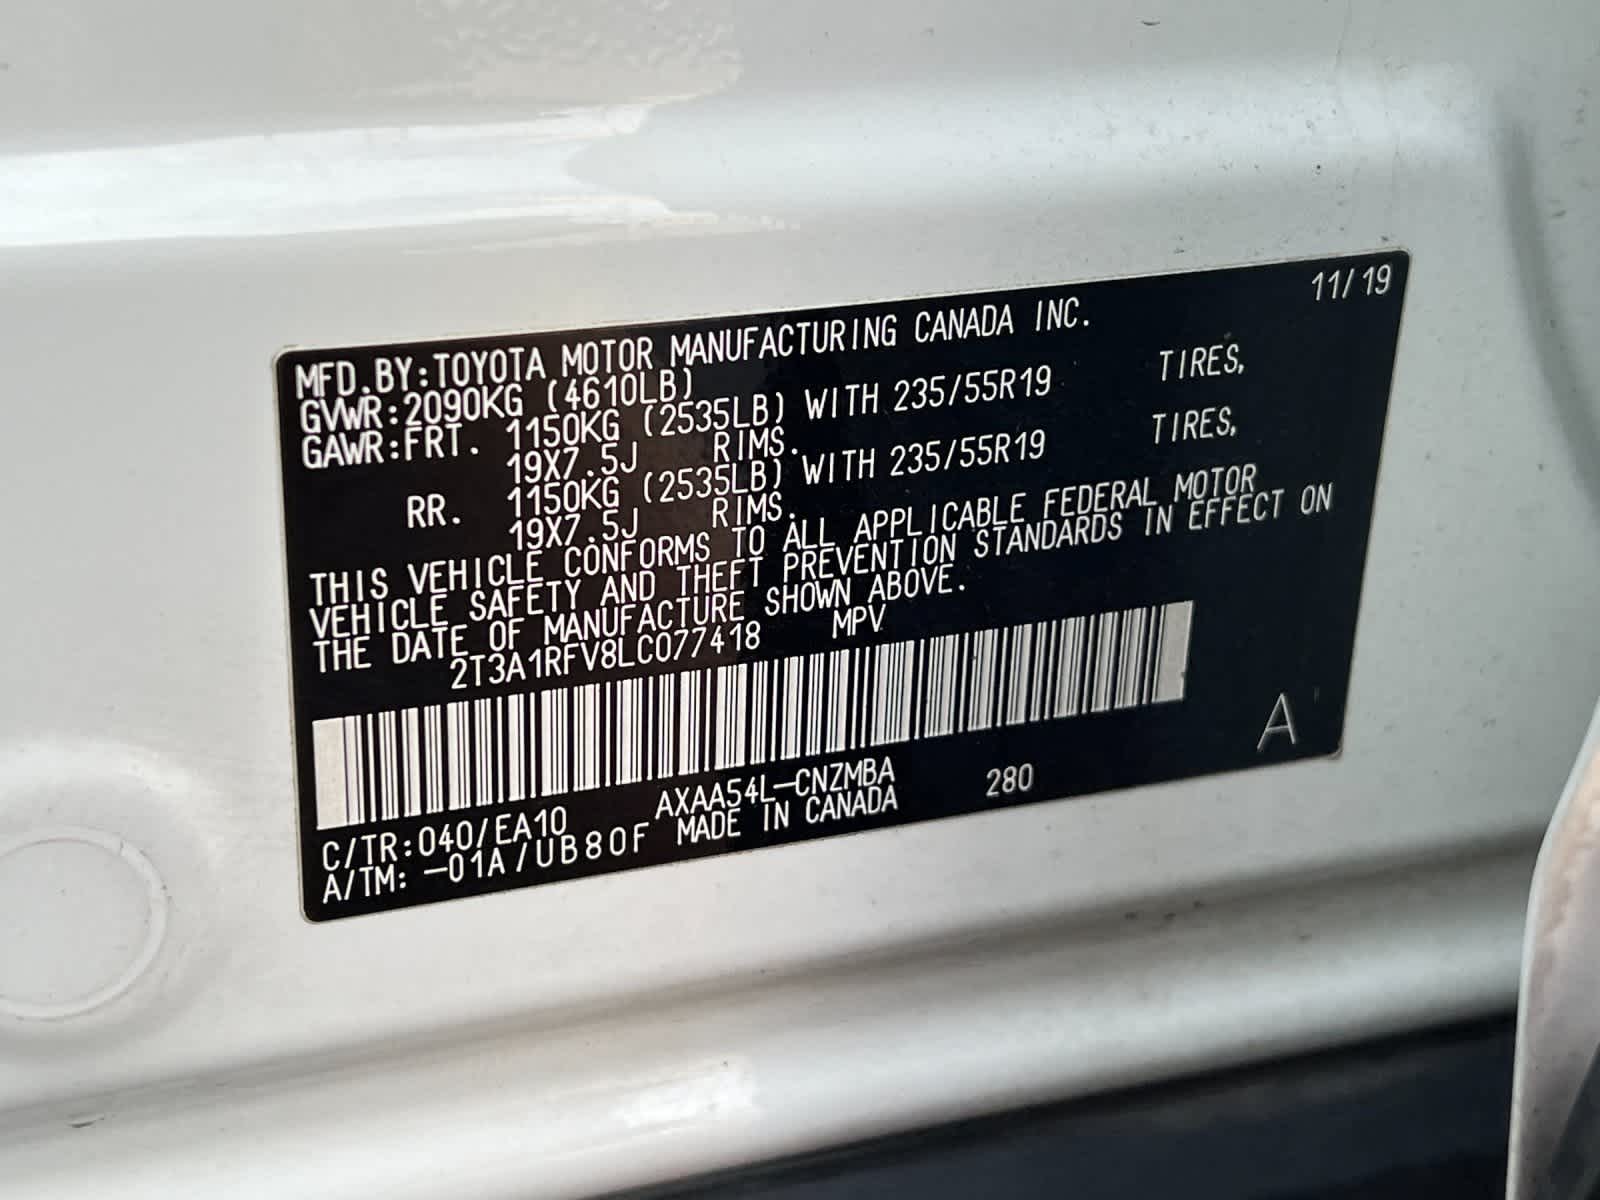 11/19
MFD.BY:TOYOTA MOTOR MANUFACTURING CANADA INC.
GVWR:2090KG (4610LB)
GAWR:FRT. 1150KG (2535LB) WITH 235/55R19 TIRES,
19X7.5J RIMS.
RR. 1150KG (2535LB) WITH 235/55R19 TIRES,
19X7.5J RIMS.
THIS VEHICLE CONFORMS TO ALL APPLICABLE FEDERAL MOTOR
VEHICLE SAFETY AND THEFT PREVENTION STANDARDS IN EFFECT ON
THE DATE OF MANUFACTURE SHOWN ABOVE.
2T3A1RFV8LC077418 MPV
A
C/TR:040/EA10 AXAA54L-CNZMBA 280
A/TM: -01A/UB80F MADE IN CANADA